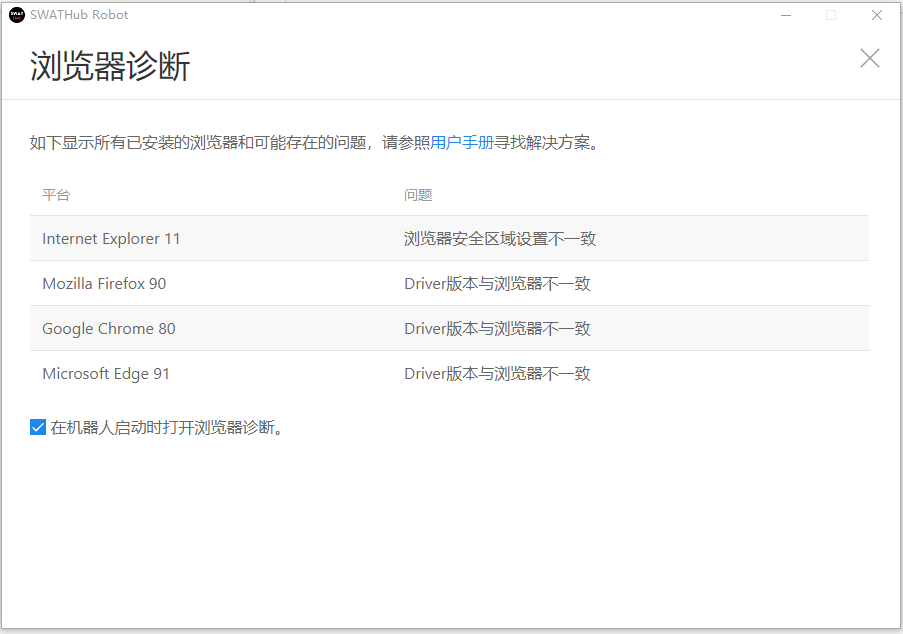 SWATHub Robot
浏览器诊断
如下显示所有已安装的浏览器和可能存在的问题，请参照用户手册寻找解决方案。
平台 问题
Internet Explorer 11 浏览器安全区域设置不一致
Mozilla Firefox 90 Driver版本与浏览器不一致
Google Chrome 80 Driver版本与浏览器不一致
Microsoft Edge 91 Driver版本与浏览器不一致
在机器人启动时打开浏览器诊断。